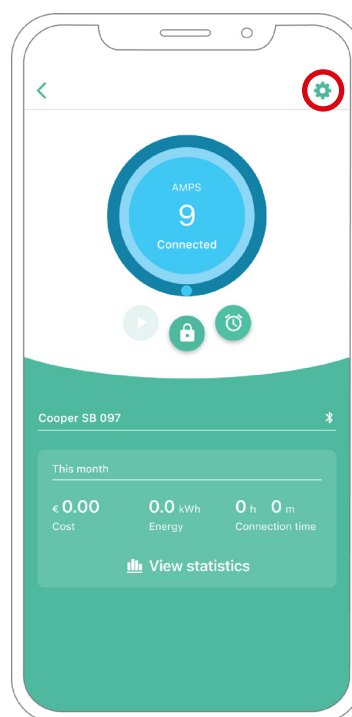 AMPS
9
Connected
Cooper SB 097
This month
€ 0.00 0.0 kWh 0 h 0 m
Cost Energy Connection time
View statistics